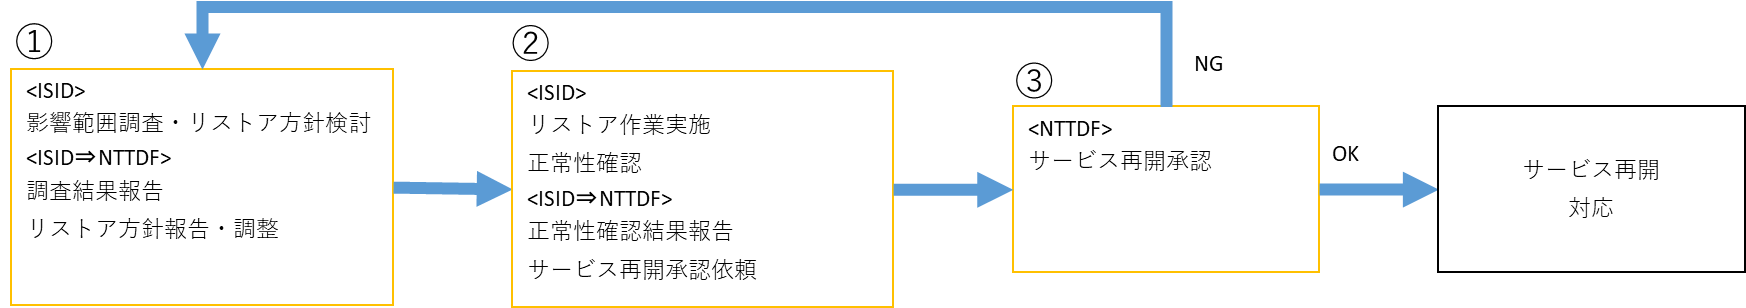 ①
<ISID>
影響範囲調査・リストア方針検討
<ISID⇒NTTDF>
調査結果報告
リストア方針報告・調整
②
<ISID>
リストア作業実施
正常性確認
<ISID⇒NTTDF>
正常性確認結果報告
サービス再開承認依頼
③
<NTTDF>
サービス再開承認
NG
OK
サービス再開
対応